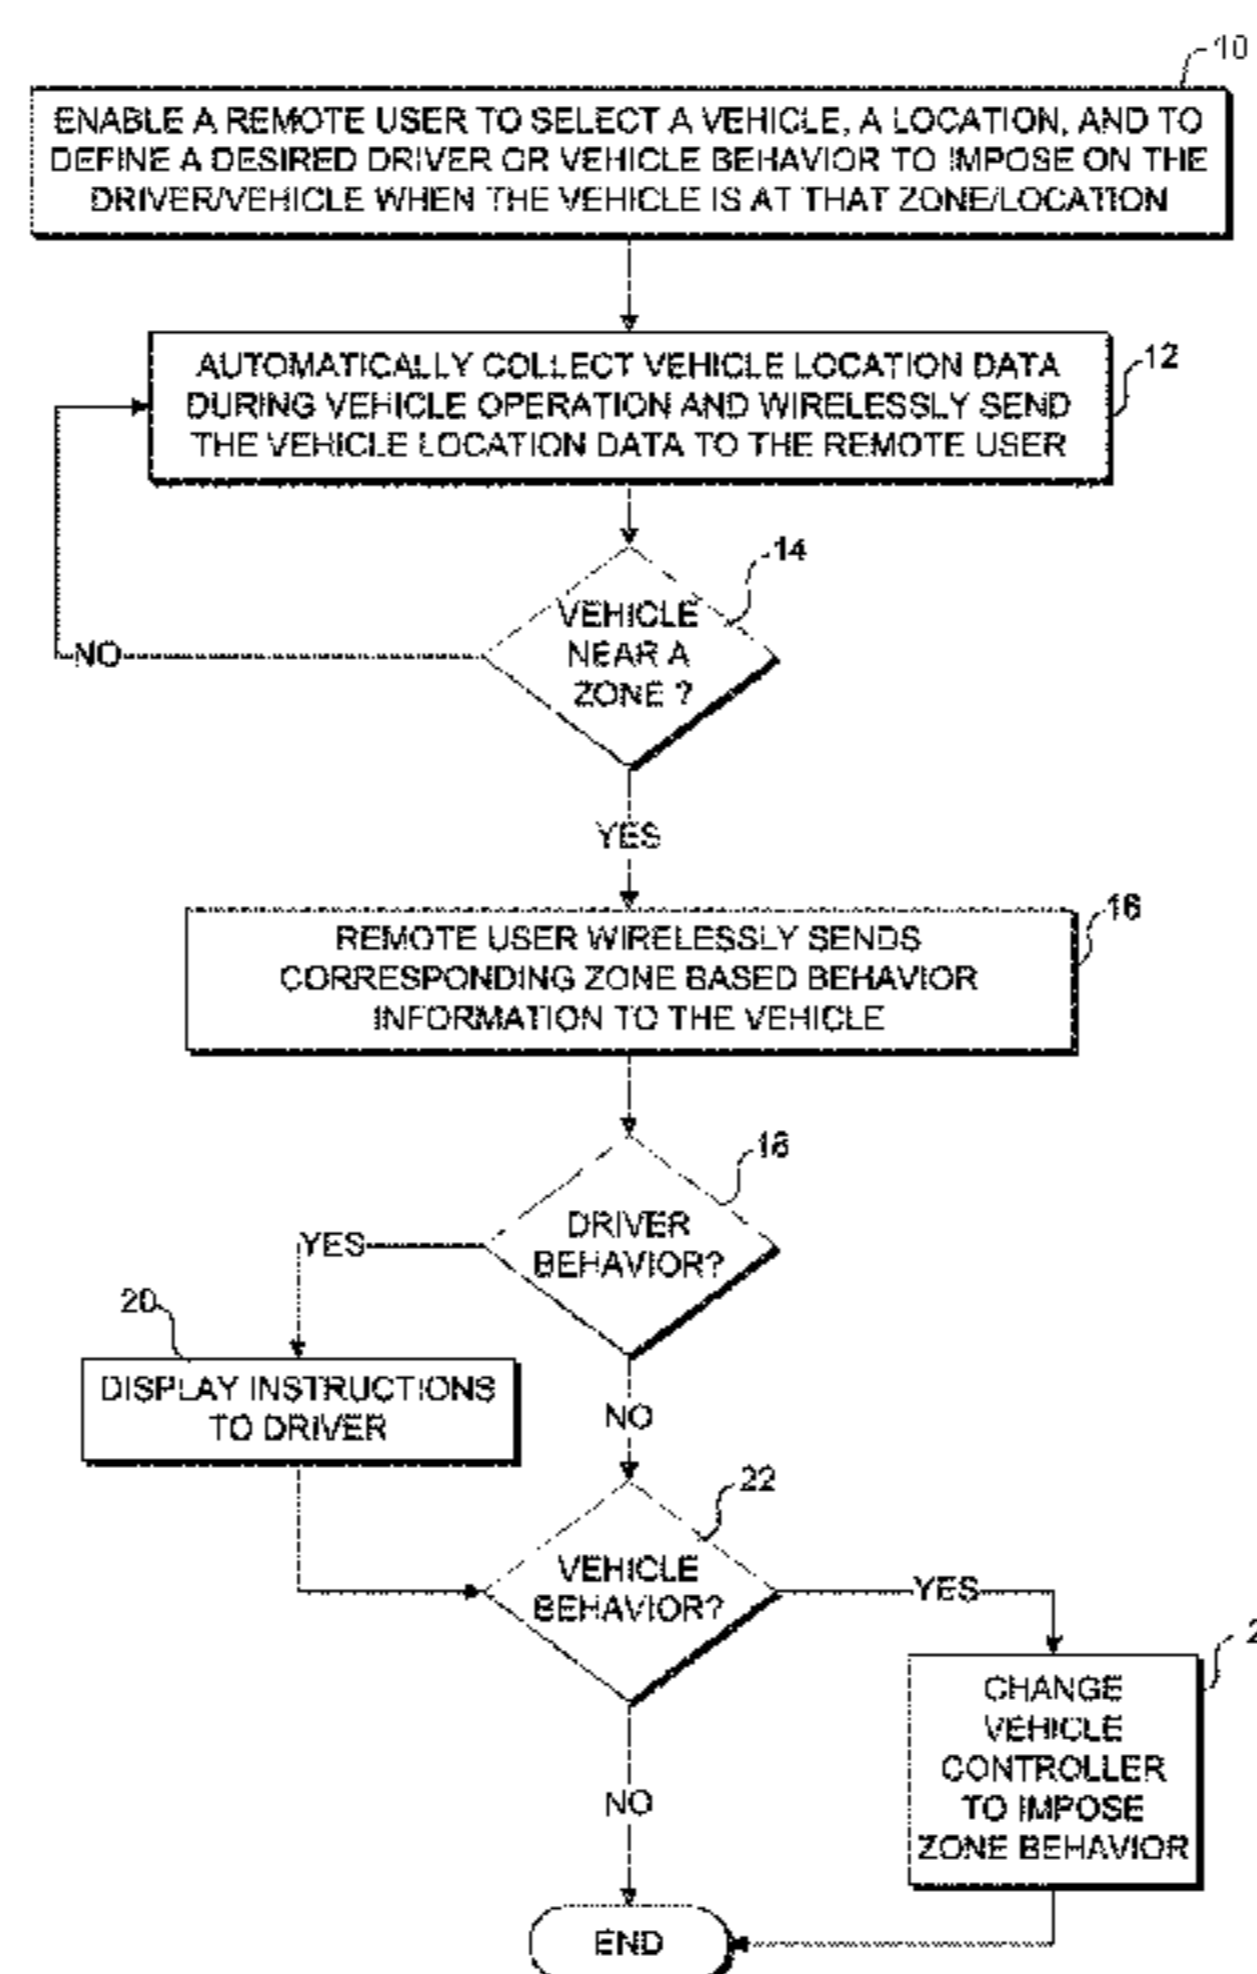 10
ENABLE A REMOTE USER TO SELECT A VEHICLE, A LOCATION, AND TO
DEFINE A DESIRED DRIVER OR VEHICLE BEHAVIOR TO IMPOSE ON THE
DRIVER/VEHICLE WHEN THE VEHICLE IS AT THAT ZONE/LOCATION
12
AUTOMATICALLY COLLECT VEHICLE LOCATION DATA
DURING VEHICLE OPERATION AND WIRELESSLY SEND
THE VEHICLE LOCATION DATA TO THE REMOTE USER
14
VEHICLE
NEAR A
ZONE ?
NO
YES
16
REMOTE USER WIRELESSLY SENDS
CORRESPONDING ZONE BASED BEHAVIOR
INFORMATION TO THE VEHICLE
18
DRIVER
BEHAVIOR?
YES
20
DISPLAY INSTRUCTIONS
TO DRIVER
NO
22
VEHICLE
BEHAVIOR?
YES
CHANGE
VEHICLE
CONTROLLER
TO IMPOSE
ZONE BEHAVIOR
NO
END